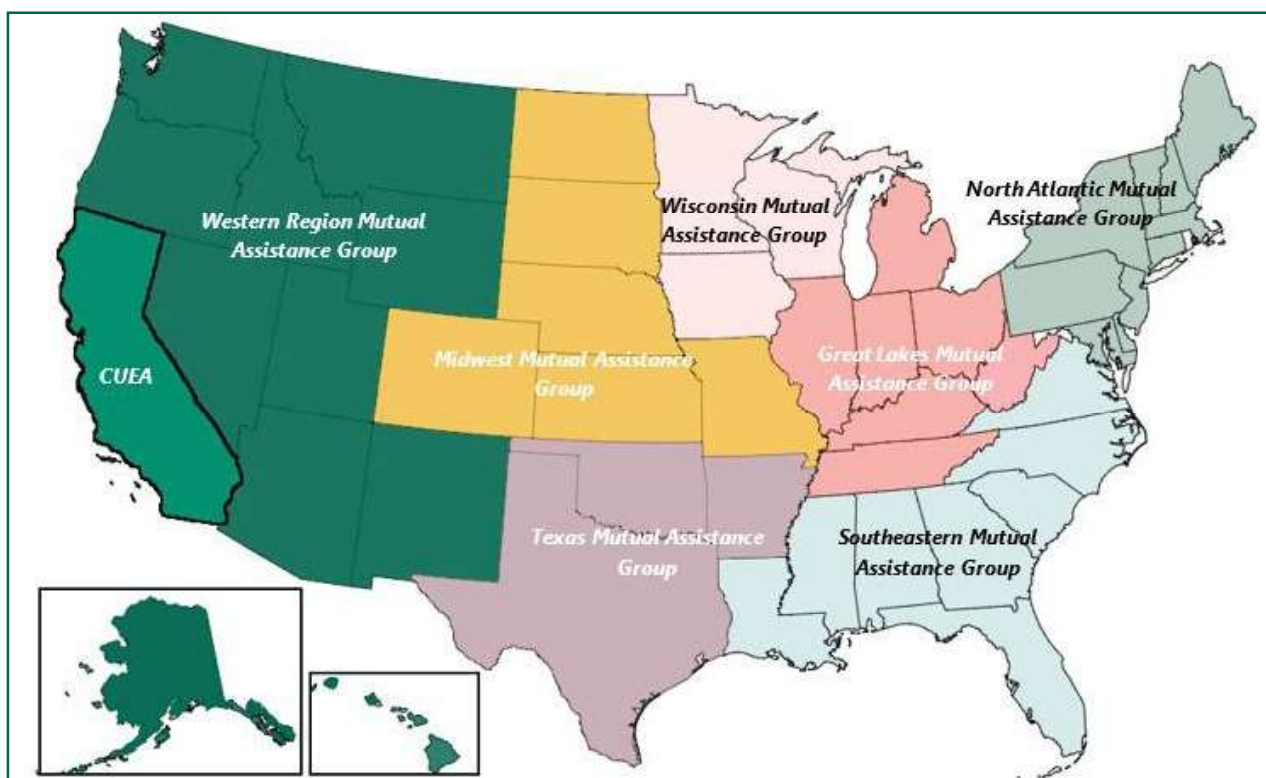 North Atlantic Mutual
Assistance Group
Wisconsin Mutual
Assistance Group
Western Region Mutual
Assistance Group
CUEA
Midwest Mutual Assistance
Group
Great Lakes Mutual
Assistance Group
Texas Mutual Assistance
Group
Southeastern Mutual
Assistance Group